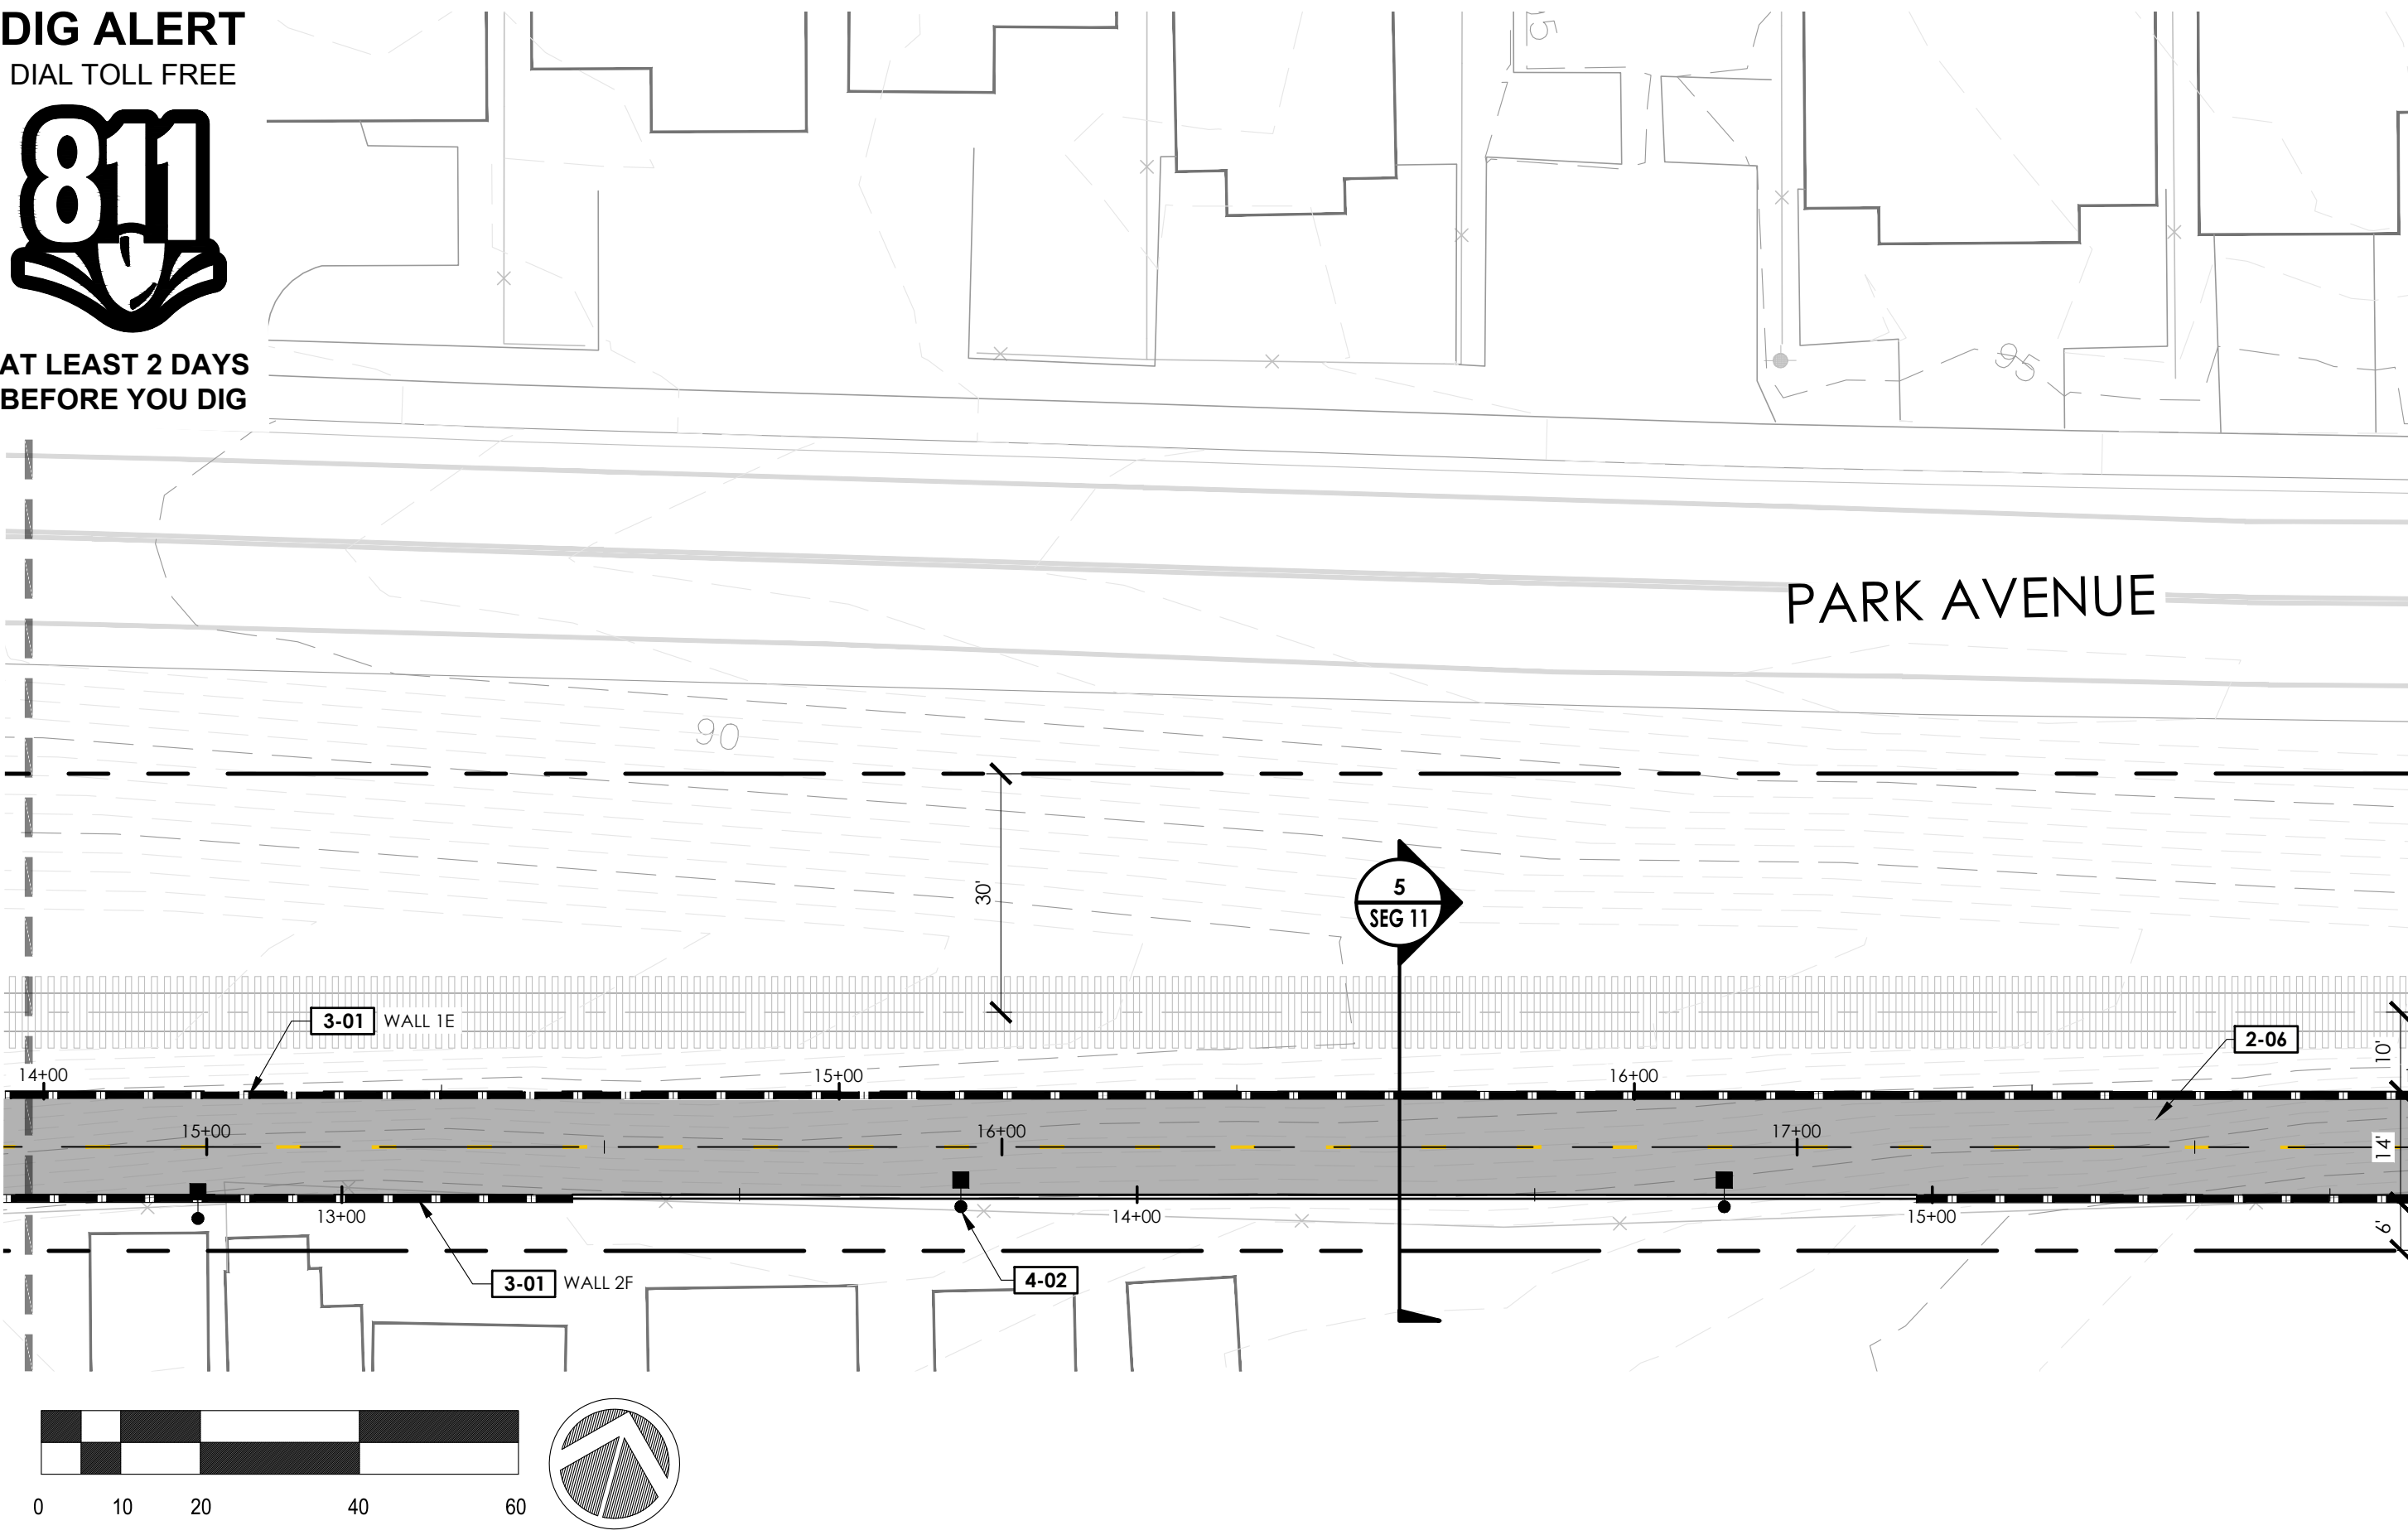 DIG ALERT
DIAL TOLL FREE
811
AT LEAST 2 DAYS
BEFORE YOU DIG
95
PARK AVENUE
90
30'
5
SEG 11
3-01 WALL 1E
2-06
10'
14+00 15+00 16+00
15+00 16+00 17+00
14'
13+00 14+00 15+00
6'
3-01 WALL 2F
4-02
0 10 20 40 60